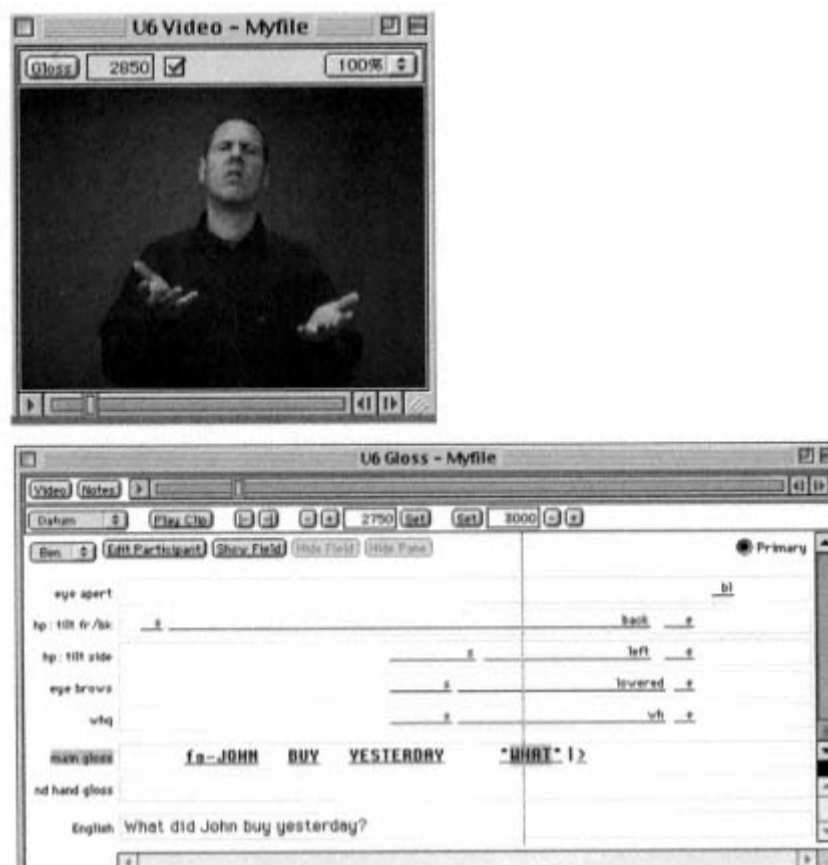 U6 Video - Myfile
Gloss 2850 100%
U6 Gloss - Myfile
Video Notes
Datum Play Clip 2750 Set Set 3000
Ben Edit Participant Show Field Hide Field Hide Pane Primary
eye apert bl
hp: tilt fr/bk s back e
hp: tilt side s left e
eye brows s lowered e
whq s wh e
main gloss fs-JOHN BUY YESTERDAY "WHAT" |>
nd hand gloss
English What did John buy yesterday?